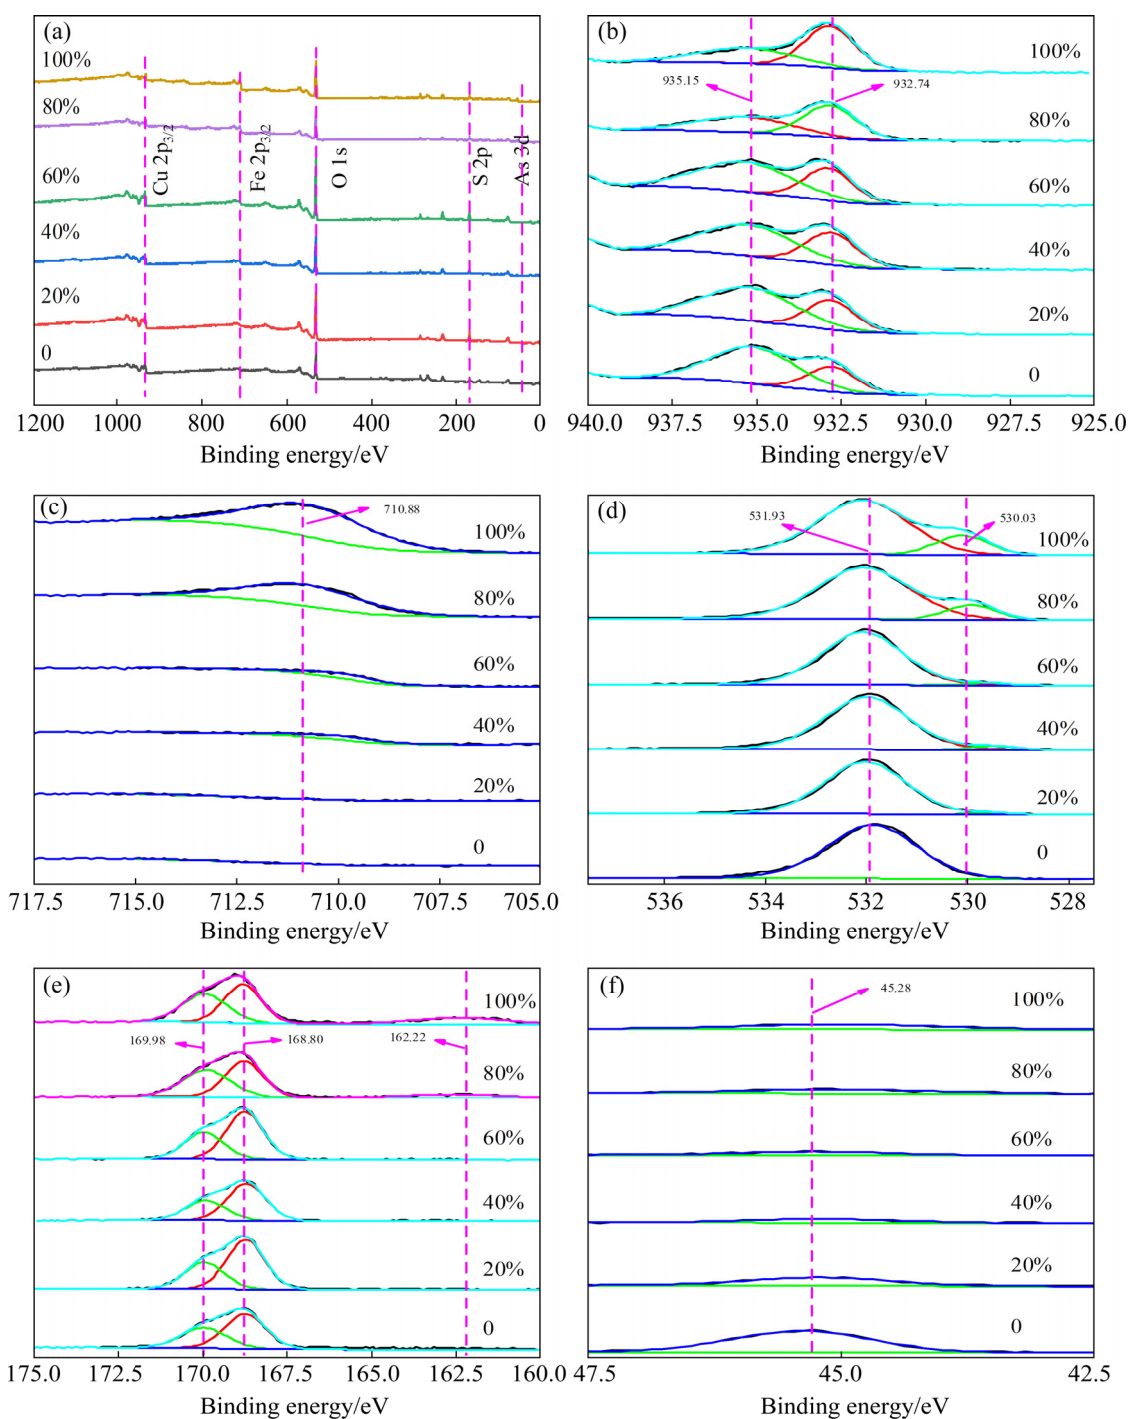 (a)
100%
80%
60%
40%
20%
0
Cu 2p3/2
Fe 2p3/2
O 1s
S 2p
As 3d
1200 1000 800 600 400 200 0
Binding energy/eV
(b)
100%
935.15 932.74
80%
60%
40%
20%
0
940.0 937.5 935.0 932.5 930.0 927.5 925.0
Binding energy/eV
(c)
710.88
100%
80%
60%
40%
20%
0
717.5 715.0 712.5 710.0 707.5 705.0
Binding energy/eV
(d)
531.93 530.03
100%
80%
60%
40%
20%
0
536 534 532 530 528
Binding energy/eV
(e)
100%
169.98 168.80 162.22
80%
60%
40%
20%
0
175.0 172.5 170.0 167.5 165.0 162.5 160.0
Binding energy/eV
(f)
45.28
100%
80%
60%
40%
20%
0
47.5 45.0 42.5
Binding energy/eV